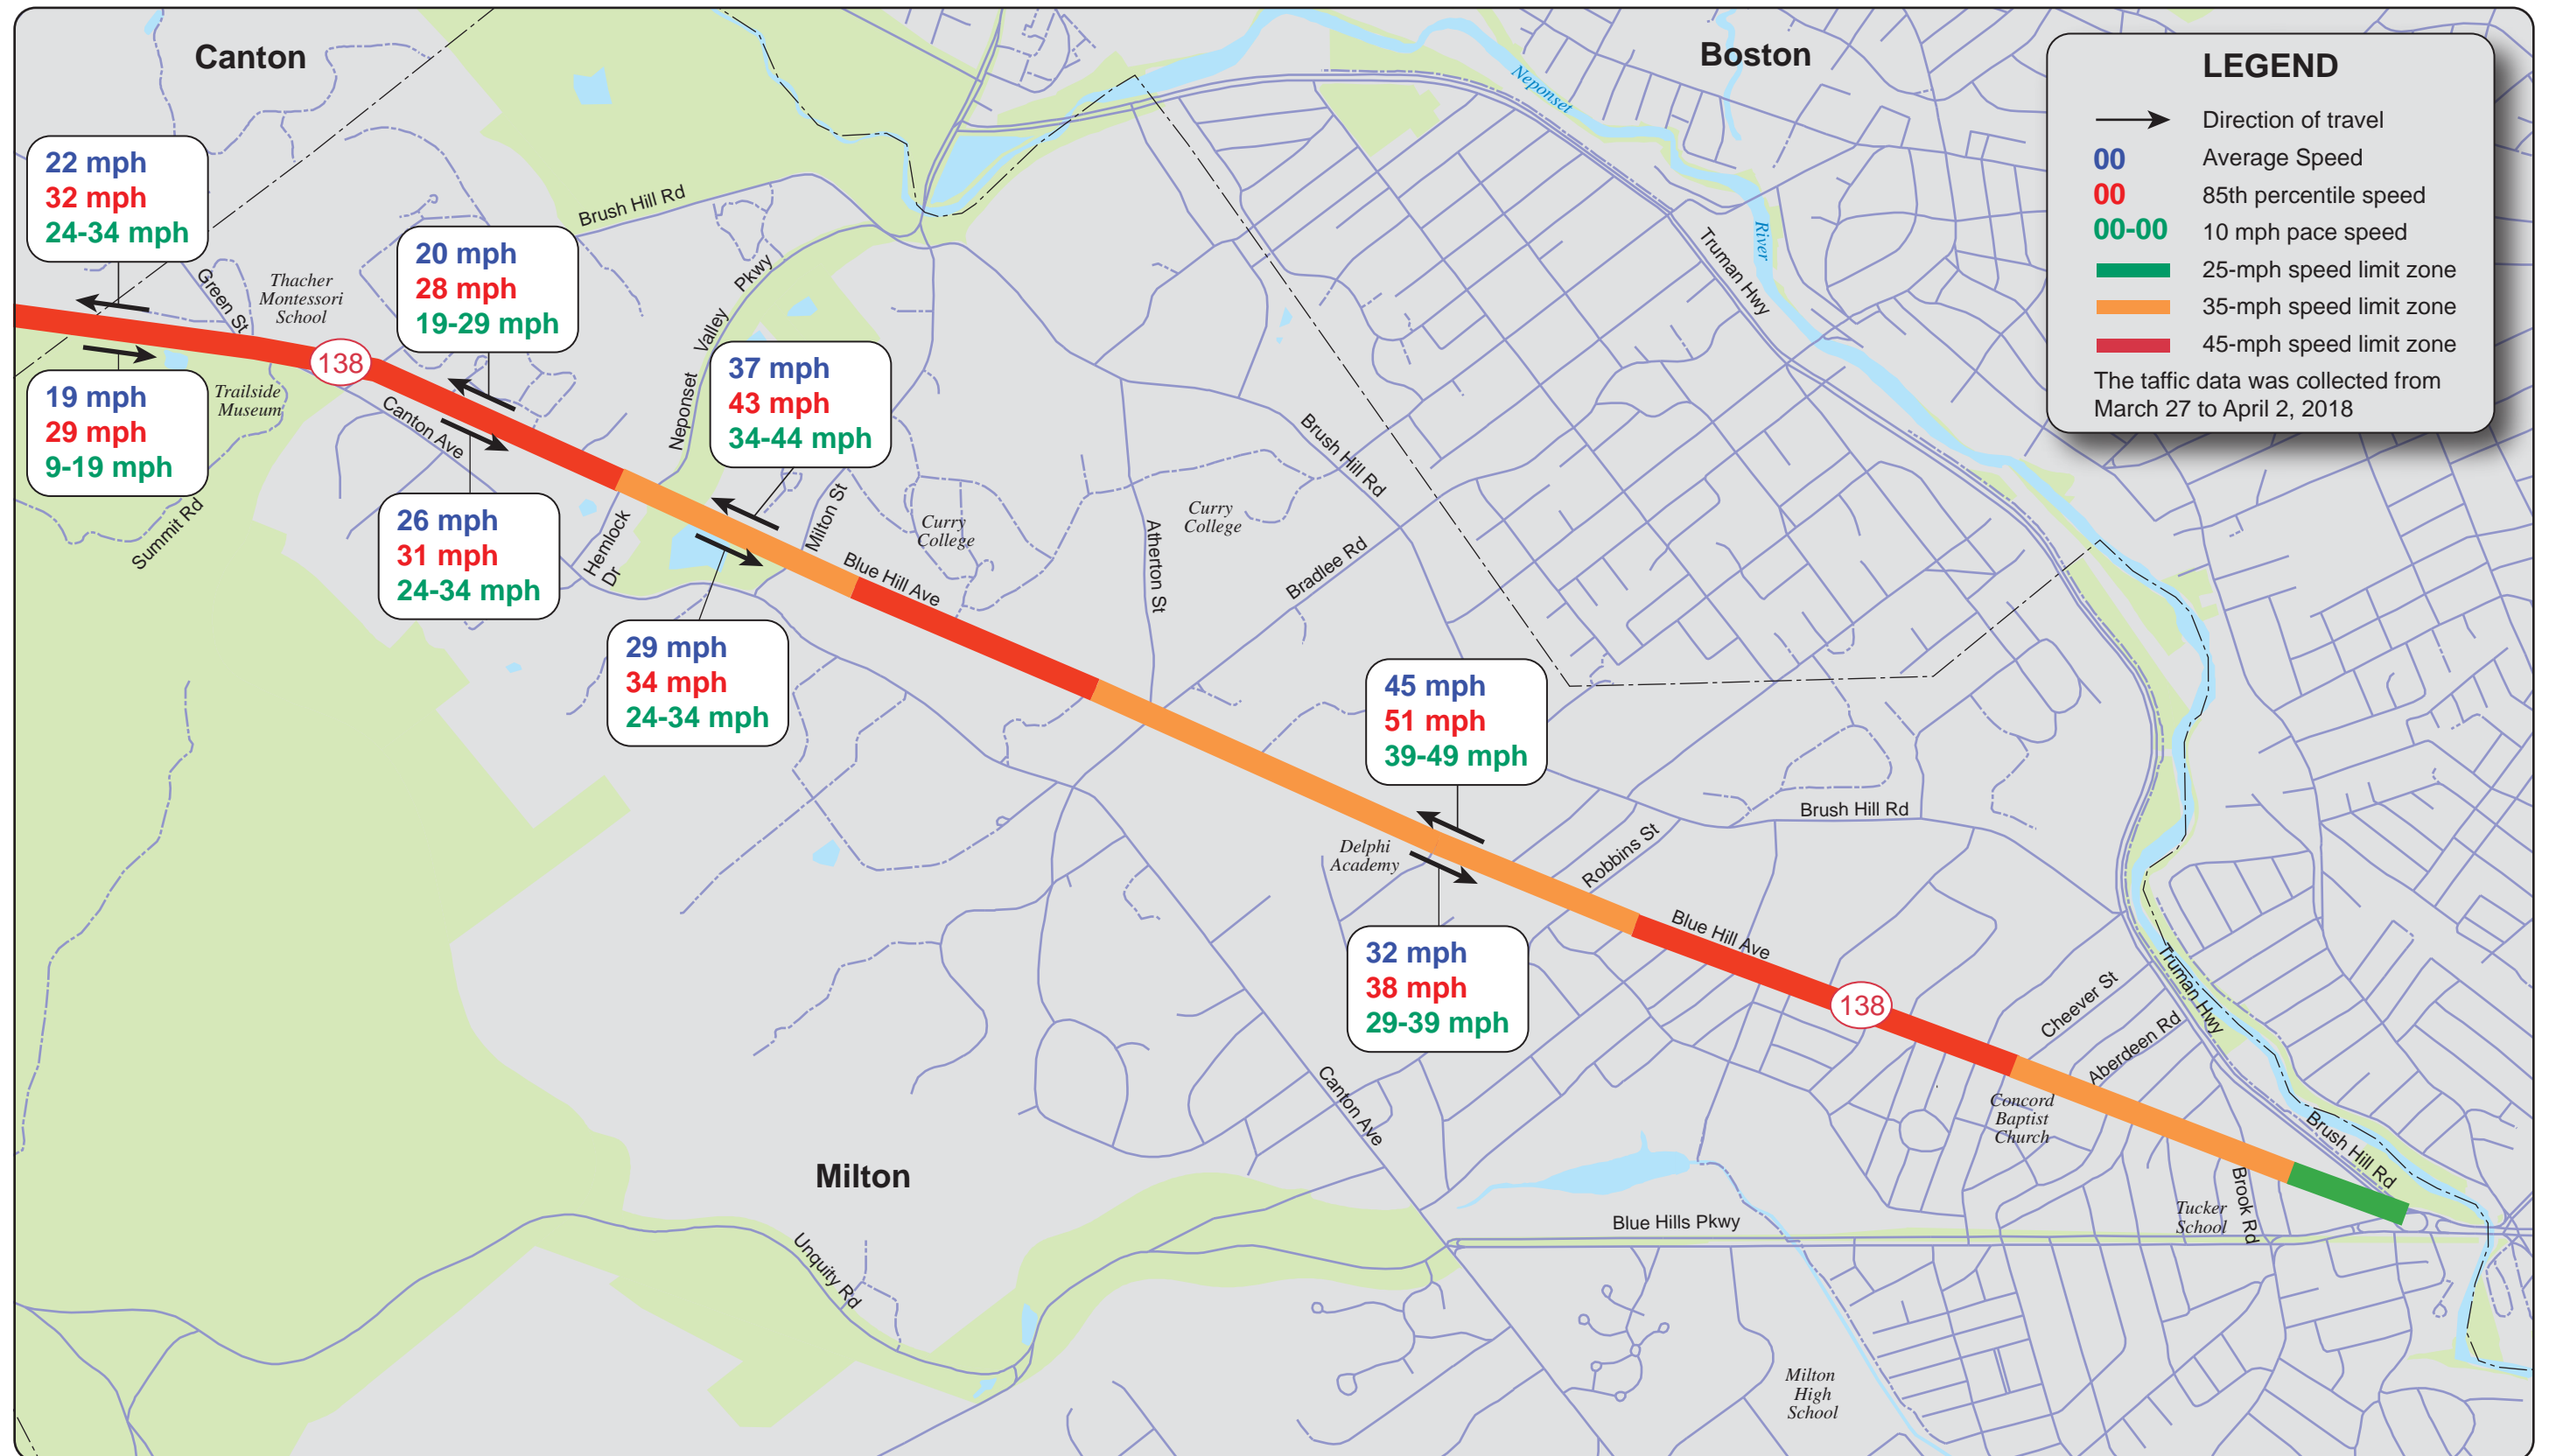 Canton
Boston
LEGEND
Direction of travel
00 Average Speed
00 85th percentile speed
00-00 10 mph pace speed
25-mph speed limit zone
35-mph speed limit zone
45-mph speed limit zone
The taffic data was collected from
March 27 to April 2, 2018
Neponset
River
Truman Hwy
22 mph
32 mph
24-34 mph
Brush Hill Rd
20 mph
28 mph
19-29 mph
Green St
Thacher
Montessori
School
Neponset
Valley
Pkwy
138
37 mph
43 mph
34-44 mph
19 mph
29 mph
9-19 mph
Trailside
Museum
Canton Ave
Summit Rd
26 mph
31 mph
24-34 mph
Hemlock
Dr
Milton St
Curry
College
Curry
College
Brush Hill Rd
Atherton St
Bradlee Rd
Blue Hill Ave
29 mph
34 mph
24-34 mph
45 mph
51 mph
39-49 mph
Brush Hill Rd
Delphi
Academy
Robbins St
32 mph
38 mph
29-39 mph
Blue Hill Ave
138
Cheever St
Truman Hwy
Aberdeen Rd
Canton Ave
Concord
Baptist
Church
Brush Hill Rd
Milton
Brook Rd
Tucker
School
Blue Hills Pkwy
Unquity Rd
Milton
High
School